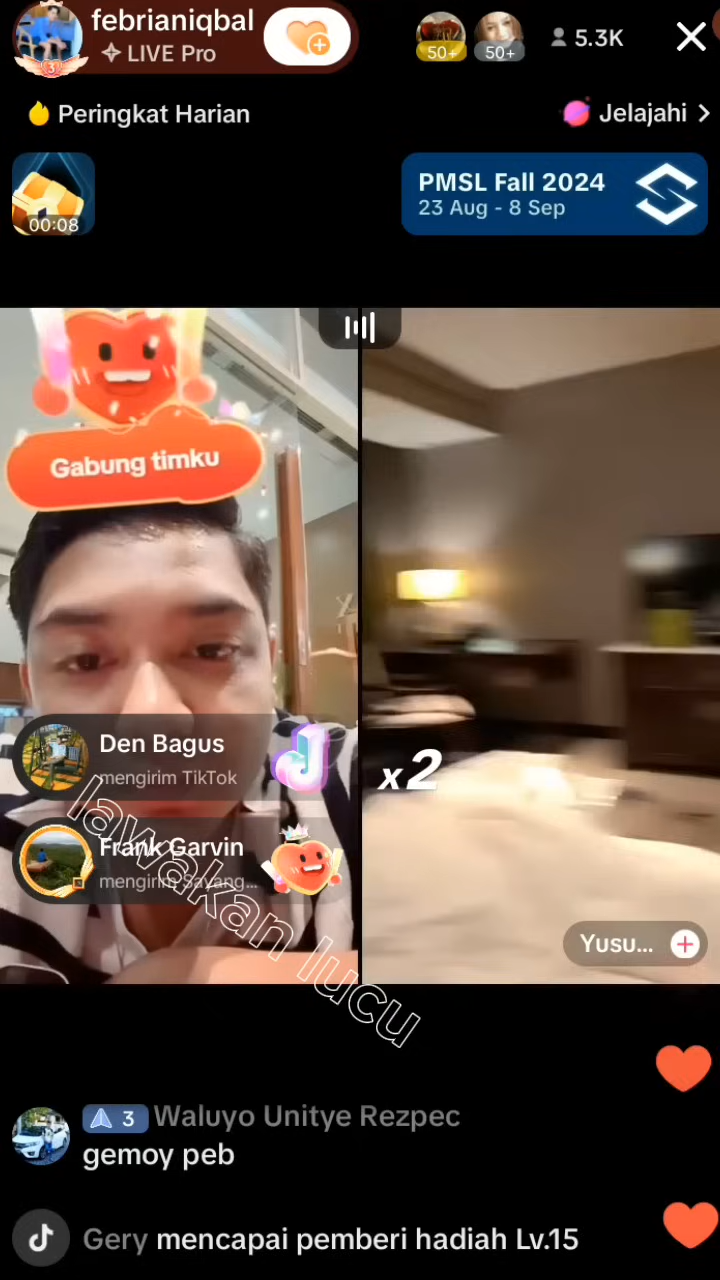 febrianiqbal
LIVE Pro
3
50+
50+
5.3K
Peringkat Harian
Jelajahi
00:08
PMSL Fall 2024
23 Aug - 8 Sep
Gabung timku
Den Bagus
mengirim TikTok
x2
Frank Garvin
mengirim Sayang...
lawakan lucu
Yusu...
3 Waluyo Unitye Rezpec
gemoy peb
Gery mencapai pemberi hadiah Lv.15